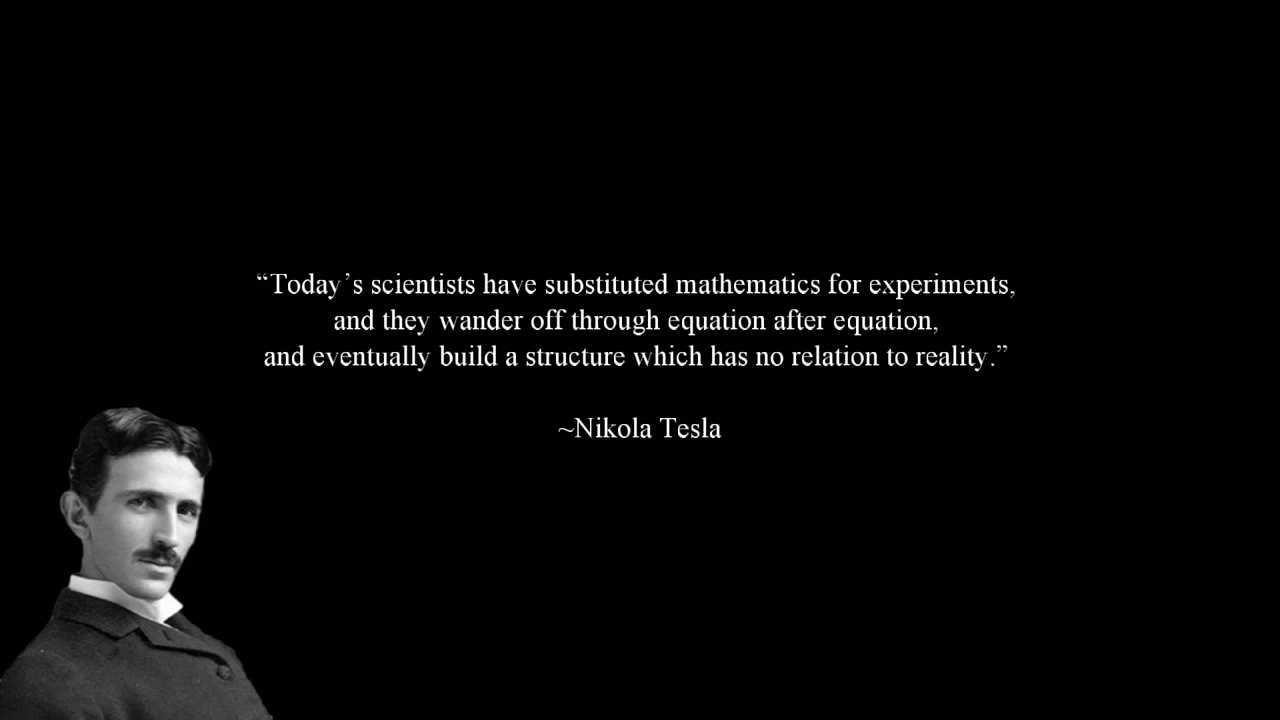 “Today’s scientists have substituted mathematics for experiments,
and they wander off through equation after equation,
and eventually build a structure which has no relation to reality.”
~Nikola Tesla